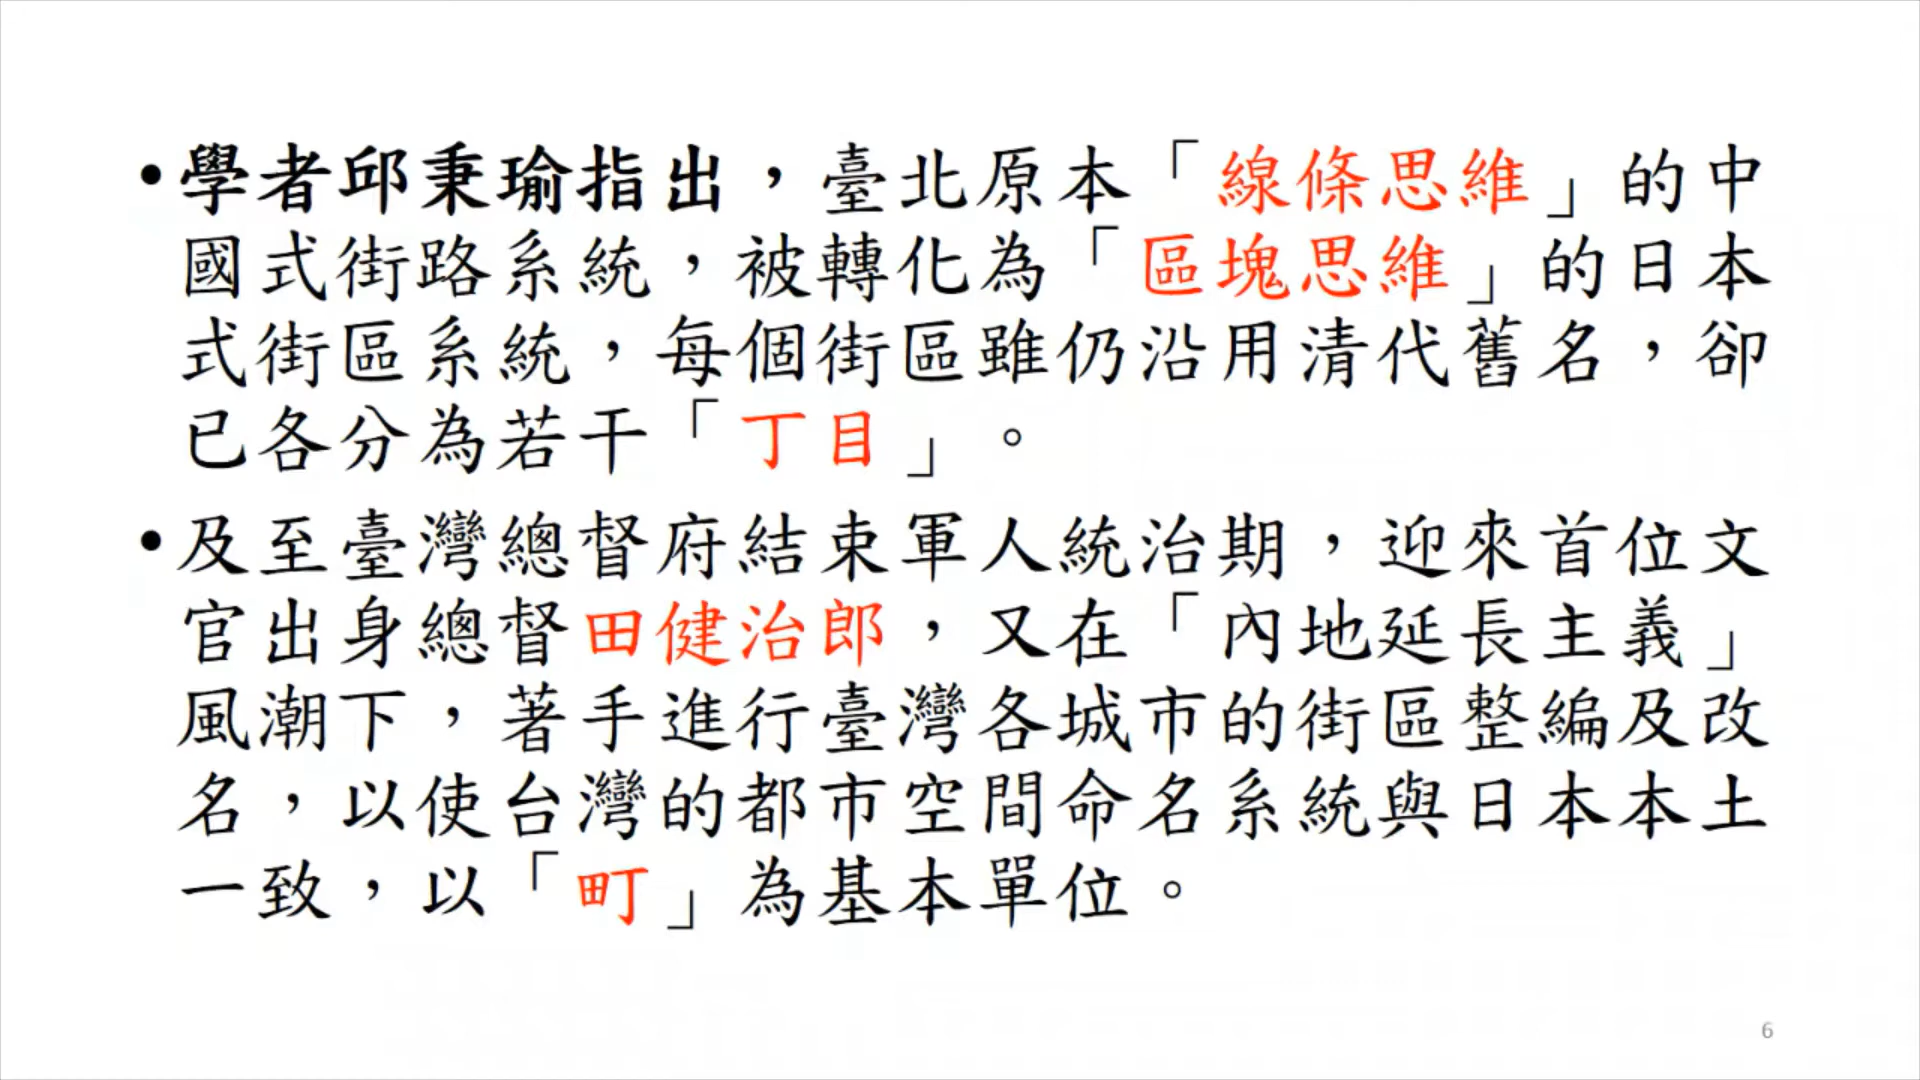 •學者邱秉瑜指出，臺北原本「線條思維」的中
國式街路系統，被轉化為「區塊思維」的日本
式街區系統，每個街區雖仍沿用清代舊名，卻
已各分為若干「丁目」。
•及至臺灣總督府結束軍人統治期，迎來首位文
官出身總督田健治郎，又在「內地延長主義」
風潮下，著手進行臺灣各城市的街區整編及改
名，以使台灣的都市空間命名系統與日本本土
一致，以「町」為基本單位。
6